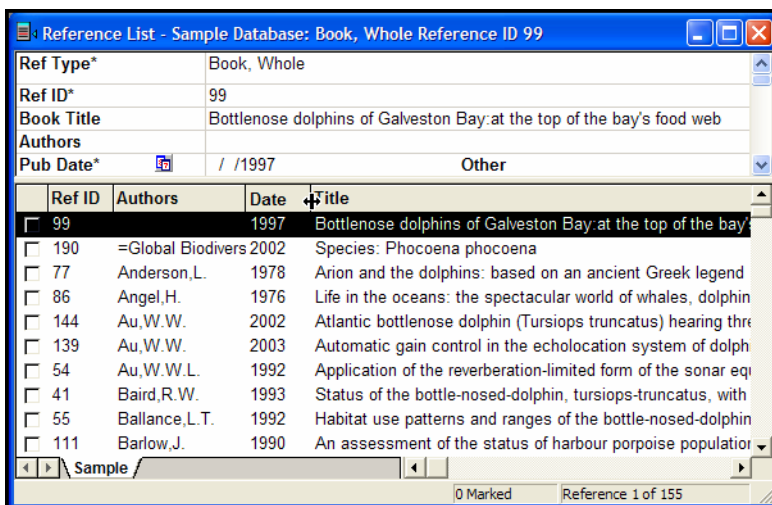 Reference List - Sample Database: Book, Whole Reference ID 99
Ref Type* Book, Whole
Ref ID* 99
Book Title Bottlenose dolphins of Galveston Bay:at the top of the bay's food web
Authors
Pub Date* / /1997 Other
Ref ID Authors Date Title
99 1997 Bottlenose dolphins of Galveston Bay:at the top of the bay's
190 =Global Biodivers 2002 Species: Phocoena phocoena
77 Anderson,L. 1978 Arion and the dolphins: based on an ancient Greek legend
86 Angel,H. 1976 Life in the oceans: the spectacular world of whales, dolphin
144 Au,W.W. 2002 Atlantic bottlenose dolphin (Tursiops truncatus) hearing thre
139 Au,W.W. 2003 Automatic gain control in the echolocation system of dolph
54 Au,W.W.L. 1992 Application of the reverberation-limited form of the sonar equ
41 Baird,R.W. 1993 Status of the bottle-nosed-dolphin, tursiops-truncatus, with
55 Ballance,L.T. 1992 Habitat use patterns and ranges of the bottle-nosed-dolphin
111 Barlow,J. 1990 An assessment of the status of harbour porpoise population
Sample
0 Marked Reference 1 of 155